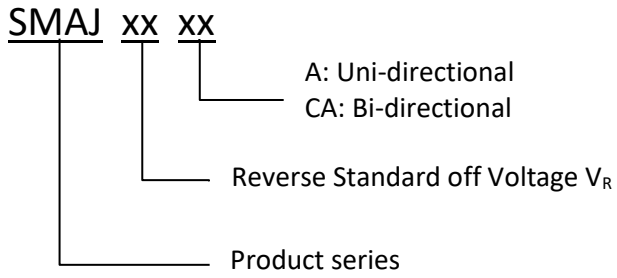 SMAJ xx xx
A: Uni-directional
CA: Bi-directional
Reverse Standard off Voltage VR
Product series